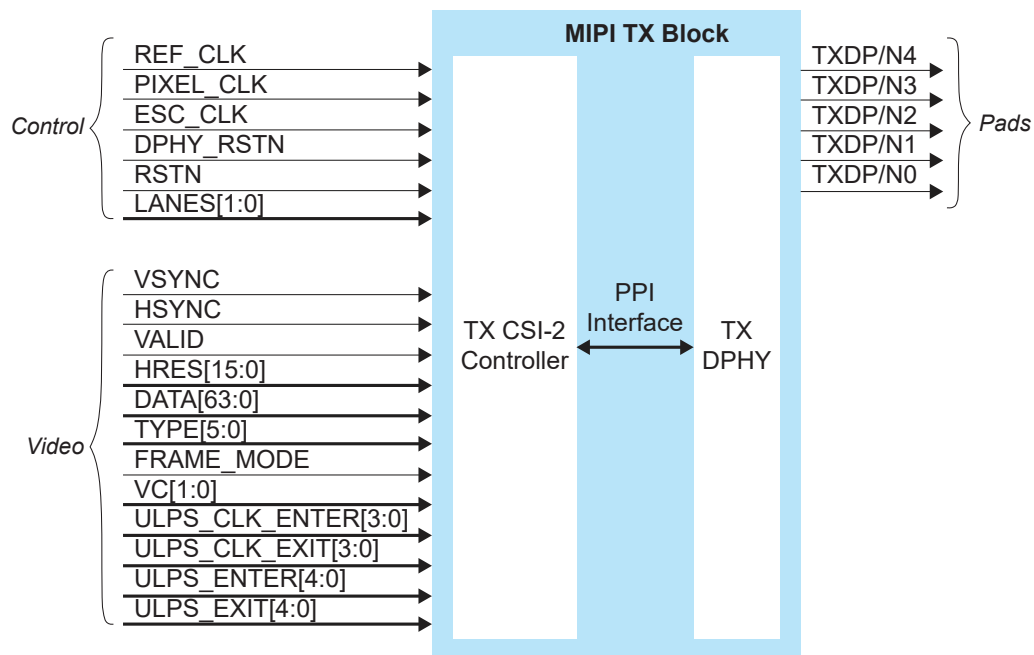 MIPI TX Block
Control
REF_CLK
PIXEL_CLK
ESC_CLK
DPHY_RSTN
RSTN
LANES[1:0]
Video
VSYNC
HSYNC
VALID
HRES[15:0]
DATA[63:0]
TYPE[5:0]
FRAME_MODE
VC[1:0]
ULPS_CLK_ENTER[3:0]
ULPS_CLK_EXIT[3:0]
ULPS_ENTER[4:0]
ULPS_EXIT[4:0]
TX CSI-2
Controller
PPI
Interface
TX
DPHY
TXDP/N4
TXDP/N3
TXDP/N2
TXDP/N1
TXDP/N0
Pads